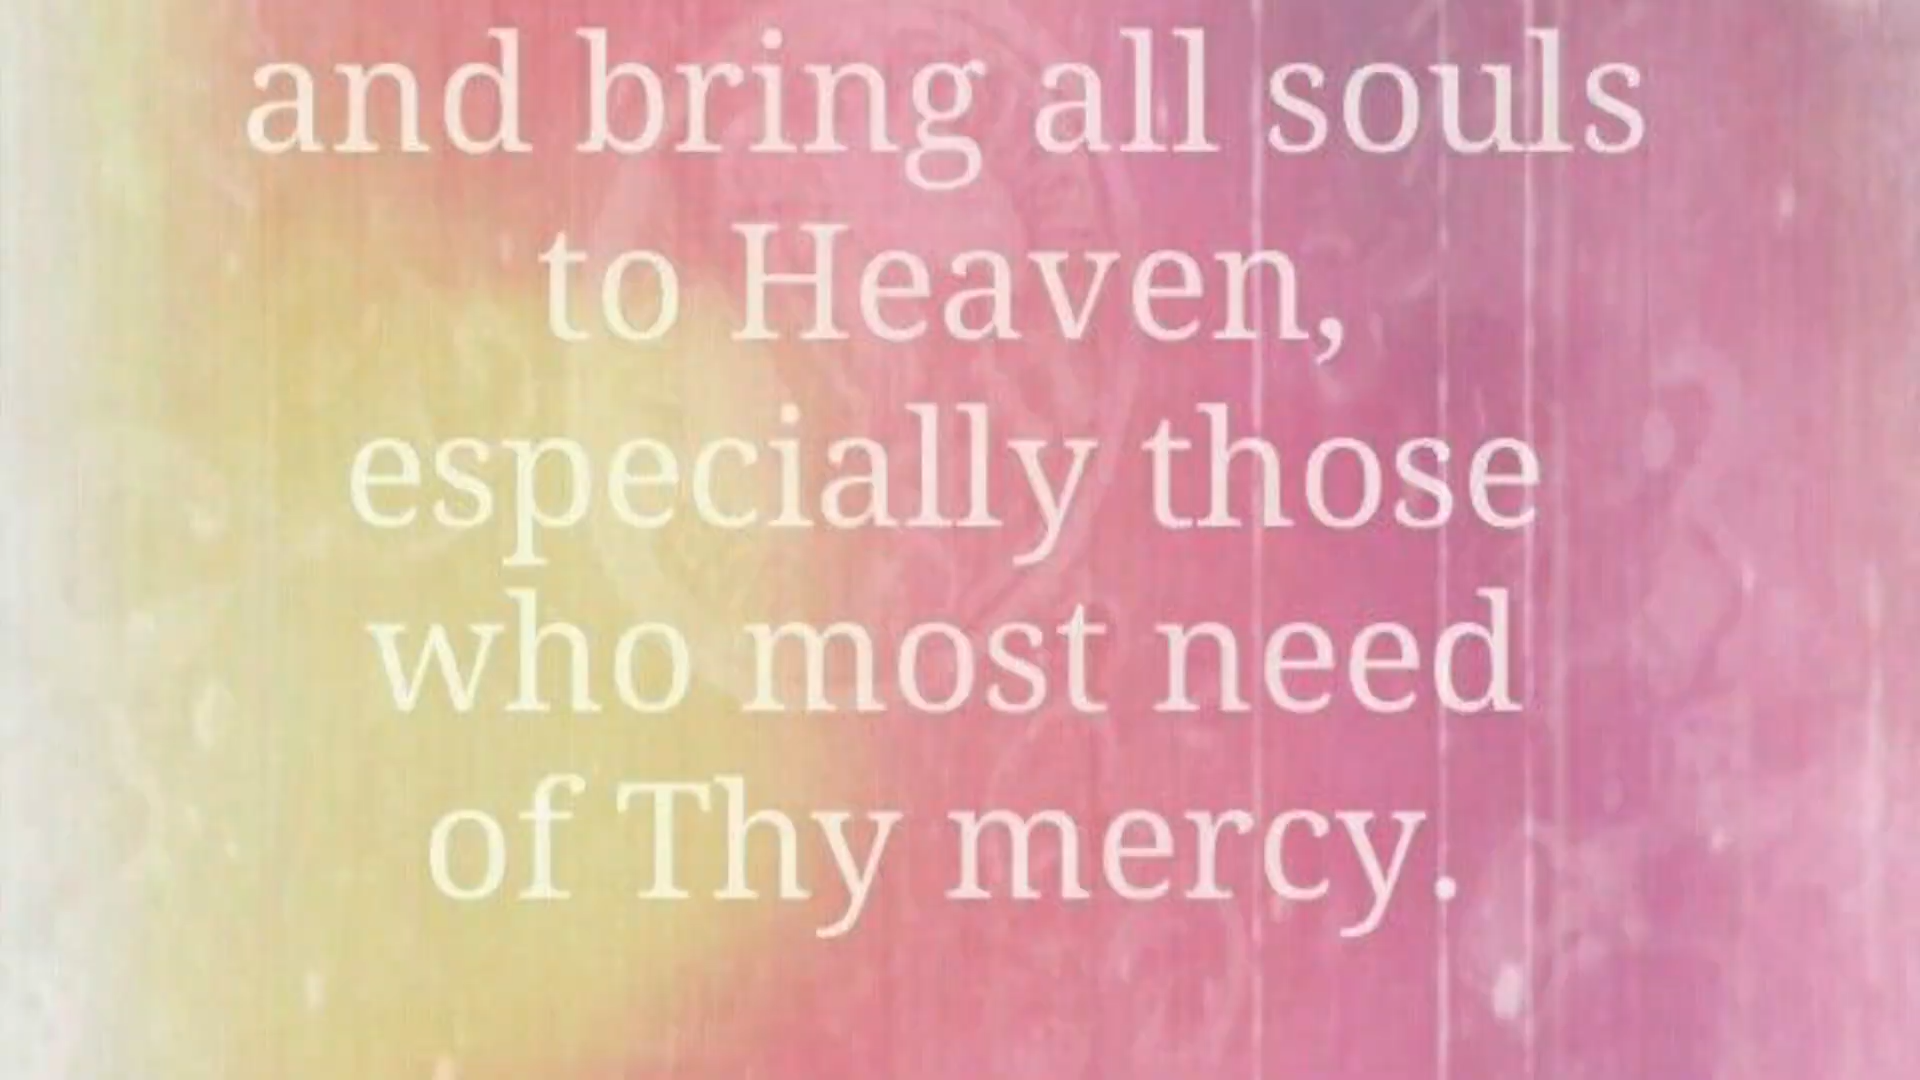 and bring all souls
to Heaven,
especially those
who most need
of Thy mercy.